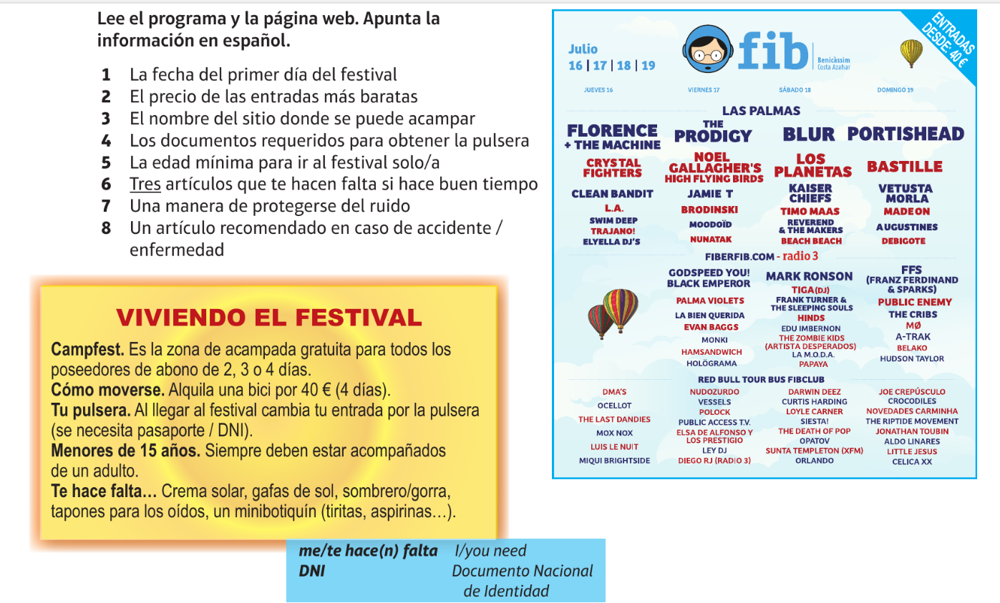 Lee el programa y la página web. Apunta la
información en español.
1 La fecha del primer día del festival
2 El precio de las entradas más baratas
3 El nombre del sitio donde se puede acampar
4 Los documentos requeridos para obtener la pulsera
5 La edad mínima para ir al festival solo/a
6 Tres artículos que te hacen falta si hace buen tiempo
7 Una manera de protegerse del ruido
8 Un artículo recomendado en caso de accidente /
enfermedad
VIVIENDO EL FESTIVAL
Campfest. Es la zona de acampada gratuita para todos los
poseedores de abono de 2, 3 o 4 días.
Cómo moverse. Alquila una bici por 40 € (4 días).
Tu pulsera. Al llegar al festival cambia tu entrada por la pulsera
(se necesita pasaporte / DNI).
Menores de 15 años. Siempre deben estar acompañados
de un adulto.
Te hace falta… Crema solar, gafas de sol, sombrero/gorra,
tapones para los oídos, un minibotiquín (tiritas, aspirinas…).
me/te hace(n) falta I/you need
DNI Documento Nacional
de Identidad
ENTRADAS
DESDE: 40 €
Julio
16 | 17 | 18 | 19
fib
Benicàssim
Costa Azahar
JUEVES 16 VIERNES 17 SÁBADO 18 DOMINGO 19
LAS PALMAS
FLORENCE
+ THE MACHINE
CRYSTAL
FIGHTERS
CLEAN BANDIT
L.A.
SWIM DEEP
TRAJANO!
ELYELLA DJ'S
THE
PRODIGY
NOEL
GALLAGHER'S
HIGH FLYING BIRDS
JAMIE T
BRODINSKI
MOODOÏD
NUNATAK
BLUR
LOS
PLANETAS
KAISER
CHIEFS
TIMO MAAS
REVEREND
& THE MAKERS
BEACH BEACH
PORTISHEAD
BASTILLE
VETUSTA
MORLA
MADEON
AUGUSTINES
DEBIGOTE
FIBERFIB.COM - radio 3
GODSPEED YOU!
BLACK EMPEROR
PALMA VIOLETS
LA BIEN QUERIDA
EVAN BAGGS
MONKI
HAMSANDWICH
HOLÖGRAMA
MARK RONSON
TIGA (DJ)
FRANK TURNER &
THE SLEEPING SOULS
HINDS
EDU IMBERNON
THE ZOMBIE KIDS
(ARTISTA DESPERADOS)
LA M.O.D.A.
PAPAYA
FFS
(FRANZ FERDINAND
& SPARKS)
PUBLIC ENEMY
THE CRIBS
MØ
A-TRAK
BELAKO
HUDSON TAYLOR
RED BULL TOUR BUS FIBCLUB
DMA'S
OCELLOT
THE LAST DANDIES
MOX NOX
LUIS LE NUIT
MIQUI BRIGHTSIDE
NUDOZURDO
VESSELS
POLOCK
PUBLIC ACCESS T.V.
ELSA DE ALFONSO Y
LOS PRESTIGIO
LEY DJ
DIEGO RJ (RADIO 3)
DARWIN DEEZ
CURTIS HARDING
LOYLE CARNER
SIESTA!
THE DEATH OF POP
OPATOV
SUNTA TEMPLETON (XFM)
ORLANDO
JOE CREPÚSCULO
CROCODILES
NOVEDADES CARMINHA
THE RIPTIDE MOVEMENT
JONATHAN TOUBIN
ALDO LINARES
LITTLE JESUS
CELICA XX